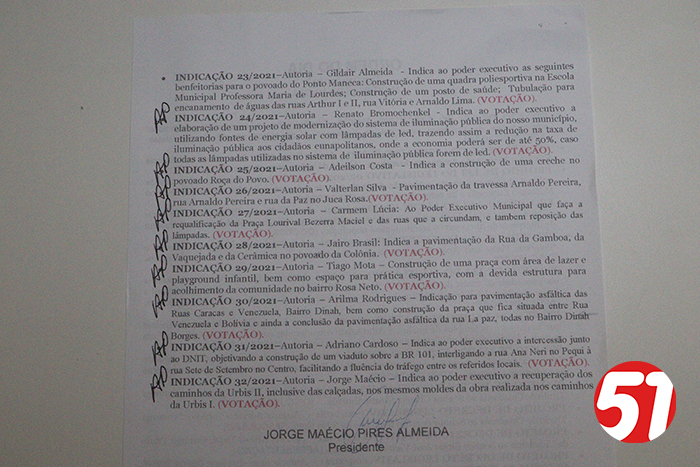 • INDICAÇÃO 23/2021–Autoria – Gildair Almeida - Indica ao poder executivo as seguintes
benfeitorias para o povoado do Ponto Maneca: Construção de uma quadra poliesportiva na Escola
Municipal Professora Maria de Lourdes; Construção de um posto de saúde; Tubulação para
encanamento de águas das ruas Arthur I e II, rua Vitória e Arnaldo Lima. (VOTAÇÃO).
INDICAÇÃO 24/2021–Autoria – Renato Bromochenkel - Indica ao poder executivo a
elaboração de um projeto de modernização do sistema de iluminação pública do nosso município,
utilizando fontes de energia solar com lâmpadas de led, trazendo assim a redução na taxa de
iluminação pública aos cidadãos eunapolitanos, onde a economia poderá ser de até 50%, caso
todas as lâmpadas utilizadas no sistema de iluminação pública forem de led. (VOTAÇÃO).
INDICAÇÃO 25/2021–Autoria – Adeilson Costa - Indica a construção de uma creche no
povoado Roça do Povo. (VOTAÇÃO).
INDICAÇÃO 26/2021–Autoria – Valterlan Silva - Pavimentação da travessa Arnaldo Pereira,
rua Arnaldo Pereira e rua da Paz no Juca Rosa.(VOTAÇÃO).
INDICAÇÃO 27/2021–Autoria – Carmem Lúcia: Ao Poder Executivo Municipal que faça a
requalificação da Praça Lourival Bezerra Maciel e das ruas que a circundam, e tambem reposição das
lâmpadas. (VOTAÇÃO).
INDICAÇÃO 28/2021–Autoria – Jairo Brasil: Indica a pavimentação da Rua da Gamboa, da
Vaquejada e da Cerâmica no povoado da Colônia. (VOTAÇÃO).
INDICAÇÃO 29/2021–Autoria – Tiago Mota – Construção de uma praça com área de lazer e
playground infantil, bem como espaço para prática esportiva, com a devida estrutura para
acolhimento da comunidade no bairro Rosa Neto. (VOTAÇÃO).
INDICAÇÃO 30/2021–Autoria – Arilma Rodrigues – Indicação para pavimentação asfáltica das
Ruas Caracas e Venezuela, Bairro Dinah, bem como construção da praça que fica situada entre Rua
Venezuela e Bolívia e ainda a conclusão da pavimentação asfáltica da rua La paz, todas no Bairro Dinah
Borges. (VOTAÇÃO).
INDICAÇÃO 31/2021–Autoria – Adriano Cardoso – Indica ao poder executivo a intercessão junto
ao DNIT, objetivando a construção de um viaduto sobre a BR 101, interligando a rua Ana Neri no Pequi à
rua Sete de Setembro no Centro, facilitando a fluência do tráfego entre os referidos locais. (VOTAÇÃO).
INDICAÇÃO 32/2021–Autoria – Jorge Maécio – Indica ao poder executivo a recuperação dos
caminhos da Urbis II, inclusive das calçadas, nos mesmos moldes da obra realizada nos caminhos
da Urbis I. (VOTAÇÃO).
JORGE MAÉCIO PIRES ALMEIDA
Presidente
51